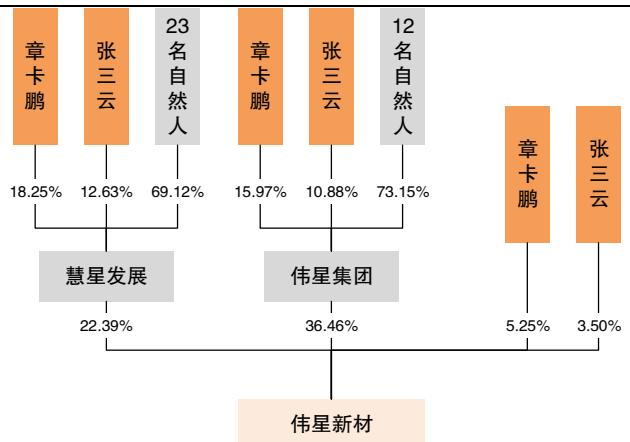 章卡鹏
张三云
23名自然人
章卡鹏
张三云
12名自然人
章卡鹏
张三云
18.25%
12.63%
69.12%
15.97%
10.88%
73.15%
慧星发展
伟星集团
22.39%
36.46%
5.25%
3.50%
伟星新材